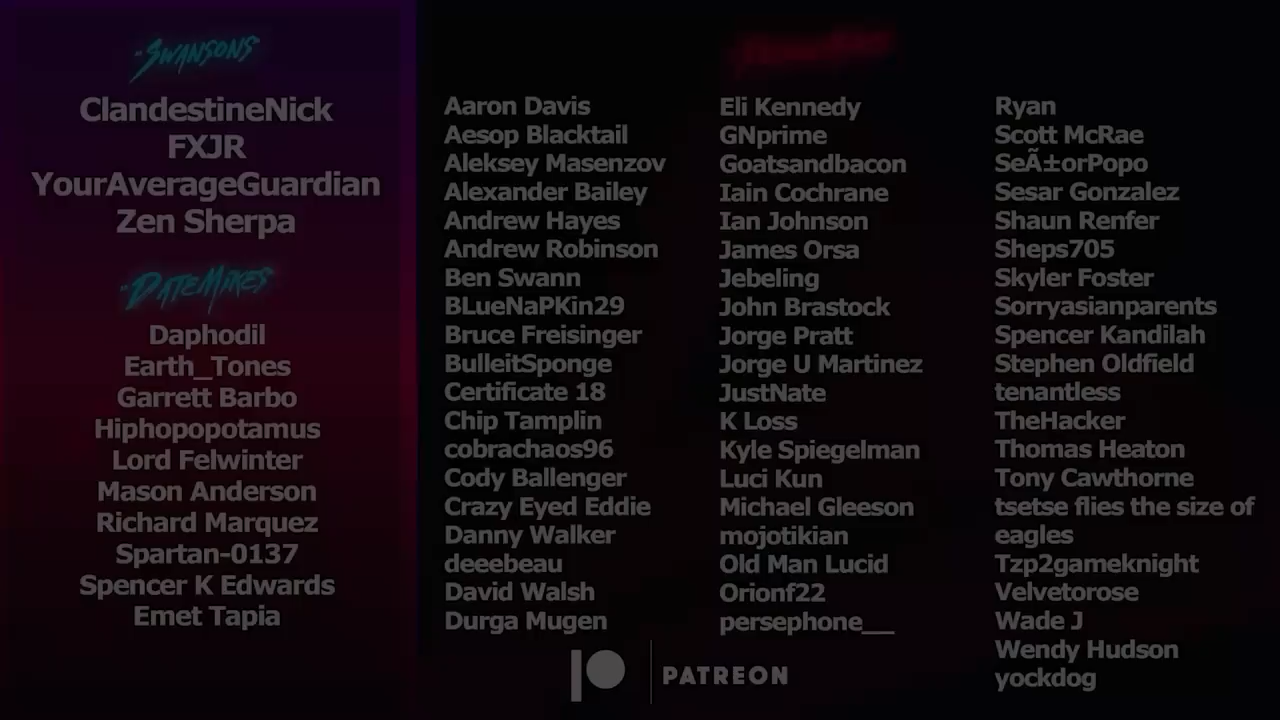 Swansons
ClandestineNick
FXJR
YourAverageGuardian
Zen Sherpa
DateMikes
Daphodil
Earth_Tones
Garrett Barbo
Hiphopopotamus
Lord Felwinter
Mason Anderson
Richard Marquez
Spartan-0137
Spencer K Edwards
Emet Tapia
Aaron Davis
Aesop Blacktail
Aleksey Masenzov
Alexander Bailey
Andrew Hayes
Andrew Robinson
Ben Swann
BLueNaPKin29
Bruce Freisinger
BulleitSponge
Certificate 18
Chip Tamplin
cobrachaos96
Cody Ballenger
Crazy Eyed Eddie
Danny Walker
deeebeau
David Walsh
Durga Mugen
Eli Kennedy
GNprime
Goatsandbacon
Iain Cochrane
Ian Johnson
James Orsa
Jebeling
John Brastock
Jorge Pratt
Jorge U Martinez
JustNate
K Loss
Kyle Spiegelman
Luci Kun
Michael Gleeson
mojotikian
Old Man Lucid
Orionf22
persephone__
Ryan
Scott McRae
SeÃ±orPopo
Sesar Gonzalez
Shaun Renfer
Sheps705
Skyler Foster
Sorryasianparents
Spencer Kandilah
Stephen Oldfield
tenantless
TheHacker
Thomas Heaton
Tony Cawthorne
tsetse flies the size of
eagles
Tzp2gameknight
Velvetorose
Wade J
Wendy Hudson
yockdog
PATREON